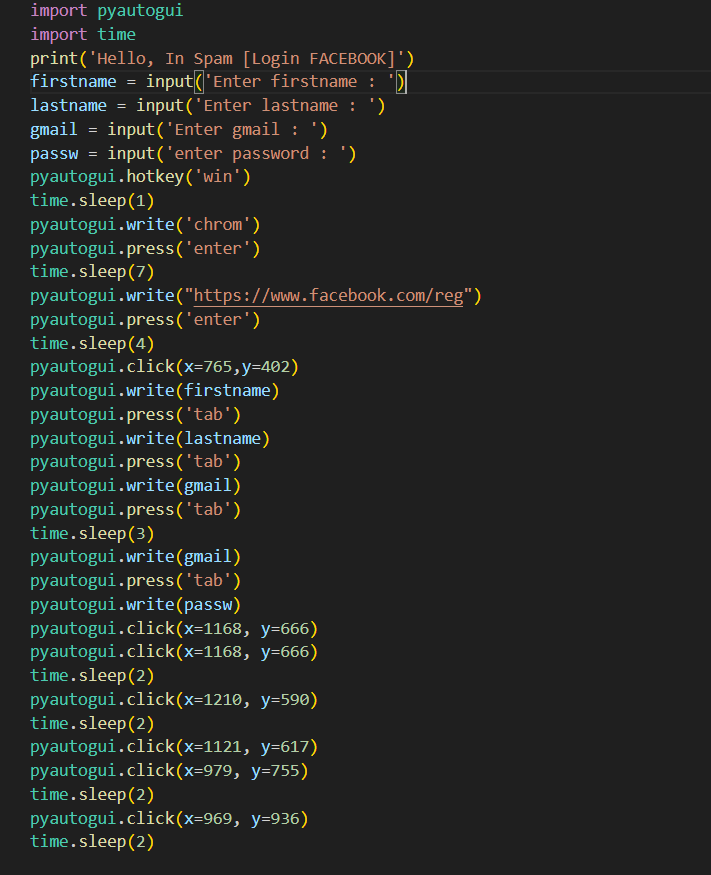 import pyautogui
import time
print('Hello, In Spam [Login FACEBOOK]')
firstname = input('Enter firstname : ')
lastname = input('Enter lastname : ')
gmail = input('Enter gmail : ')
passw = input('enter password : ')
pyautogui.hotkey('win')
time.sleep(1)
pyautogui.write('chrom')
pyautogui.press('enter')
time.sleep(7)
pyautogui.write("https://www.facebook.com/reg")
pyautogui.press('enter')
time.sleep(4)
pyautogui.click(x=765,y=402)
pyautogui.write(firstname)
pyautogui.press('tab')
pyautogui.write(lastname)
pyautogui.press('tab')
pyautogui.write(gmail)
pyautogui.press('tab')
time.sleep(3)
pyautogui.write(gmail)
pyautogui.press('tab')
pyautogui.write(passw)
pyautogui.click(x=1168, y=666)
pyautogui.click(x=1168, y=666)
time.sleep(2)
pyautogui.click(x=1210, y=590)
time.sleep(2)
pyautogui.click(x=1121, y=617)
pyautogui.click(x=979, y=755)
time.sleep(2)
pyautogui.click(x=969, y=936)
time.sleep(2)